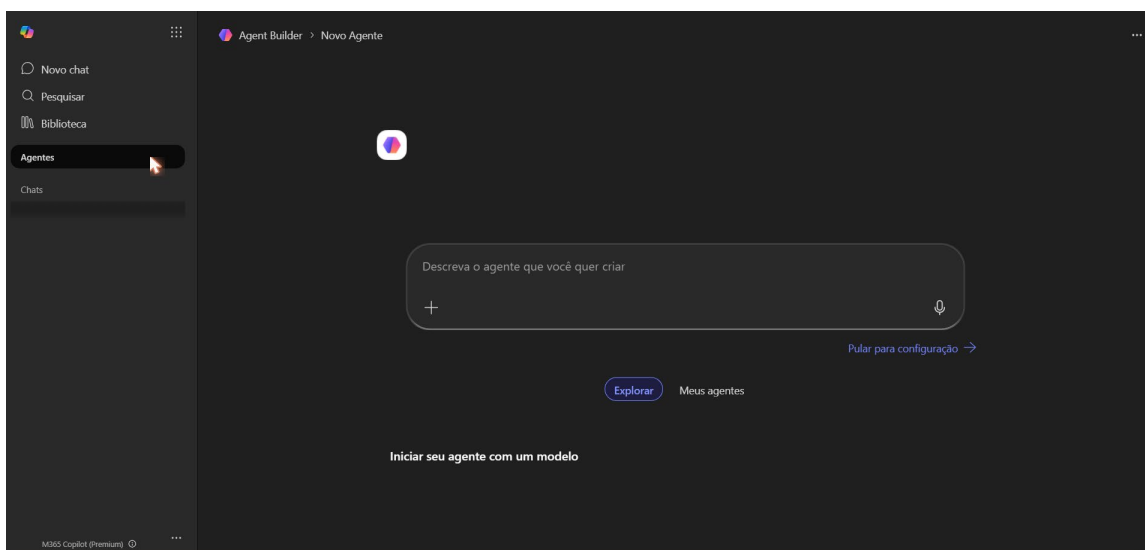 Agent Builder > Novo Agente
Novo chat
Pesquisar
Biblioteca
Agentes
Chats
Descreva o agente que você quer criar
Pular para configuração →
Explorar
Meus agentes
Iniciar seu agente com um modelo
M365 Copilot (Premium)